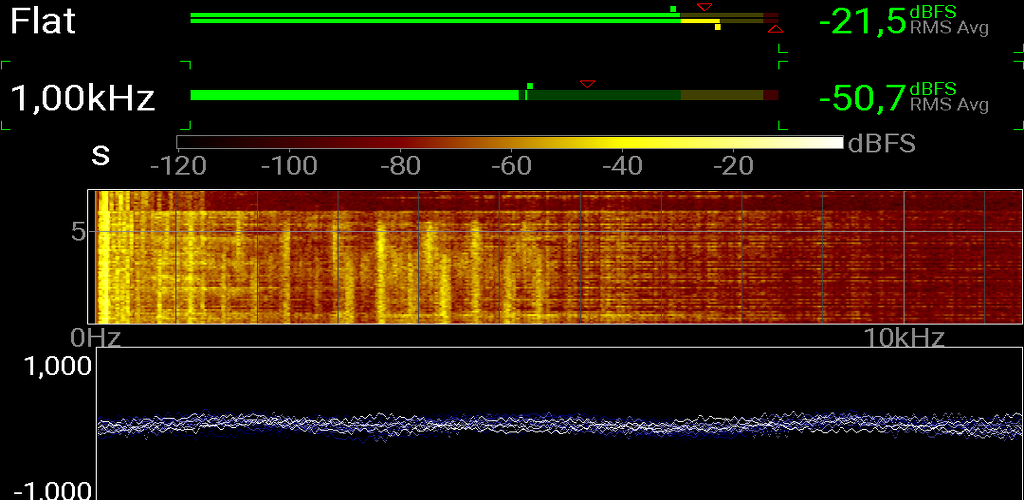 Flat
-21,5 dBFS
RMS Avg
1,00kHz
-50,7 dBFS
RMS Avg
s
-120 -100 -80 -60 -40 -20 dBFS
5
0Hz 10kHz
1,000
-1,000